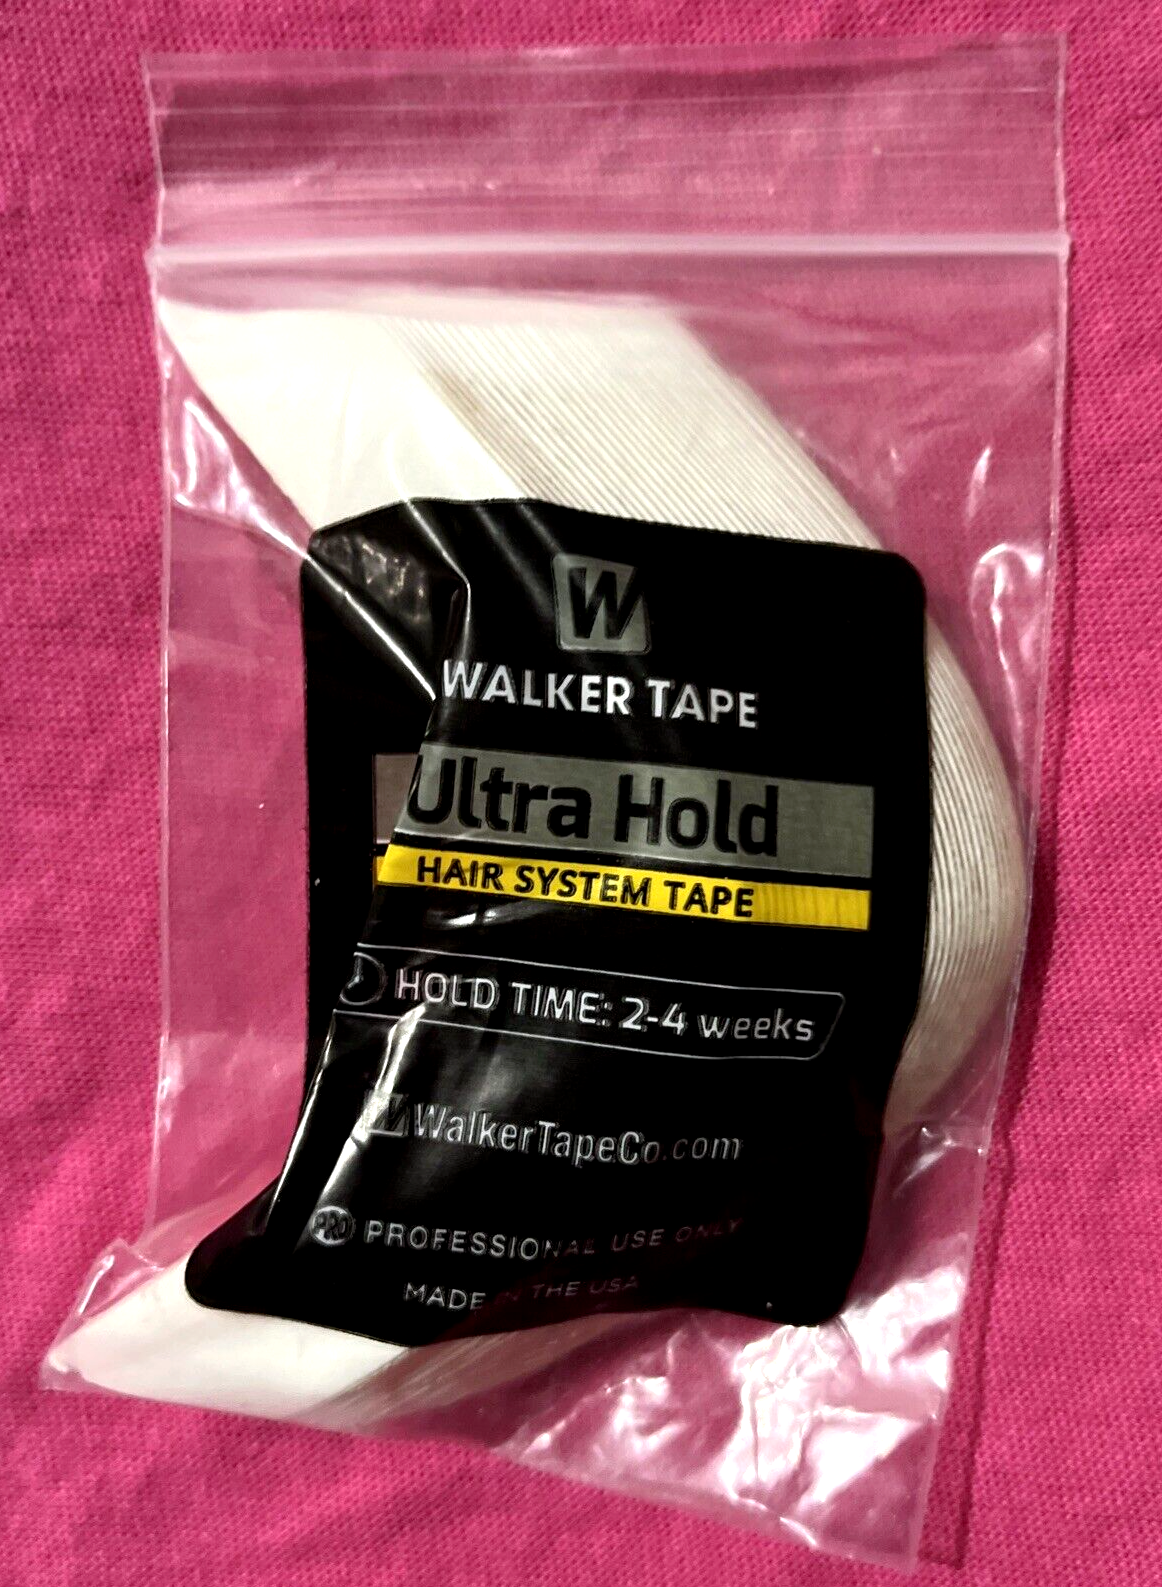 W
WALKER TAPE
Ultra Hold
HAIR SYSTEM TAPE
HOLD TIME: 2-4 weeks
W WalkerTapeCo.com
PRO PROFESSIONAL USE ONLY
MADE IN THE USA